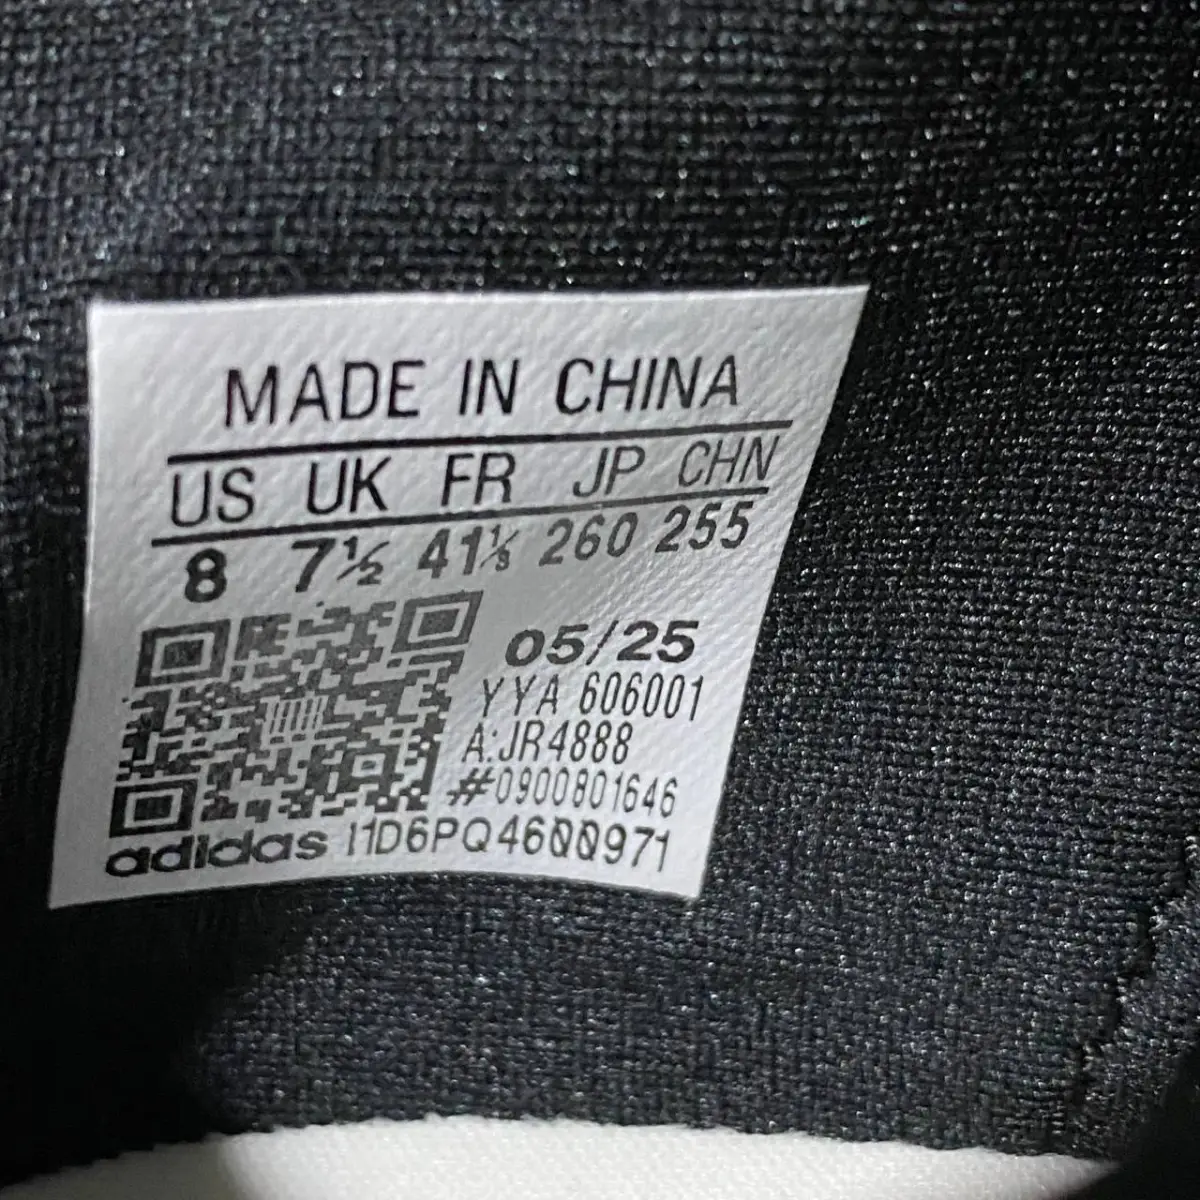 MADE IN CHINA
US UK FR JP CHN
8 7½ 41⅓ 260 255
05/25
YYA 606001
A:JR4888
#0900801646
adidas I1D6PQ4600971